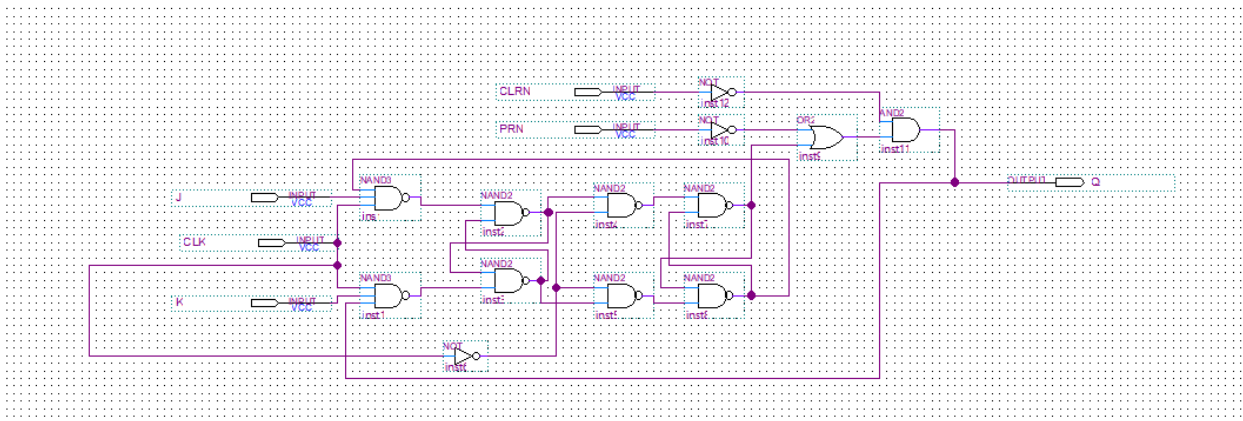 CLRN INPUT VCC NOT inst12
PRN INPUT VCC NOT inst10
OR2 inst9
AND2 inst11
OUTPUT Q
J INPUT VCC
CLK INPUT VCC
K INPUT VCC
NAND3 ins
NAND2 inst2
NAND2 inst4
NAND2 inst7
NAND3 inst1
NAND2 inst3
NAND2 inst5
NAND2 inst8
NOT inst6